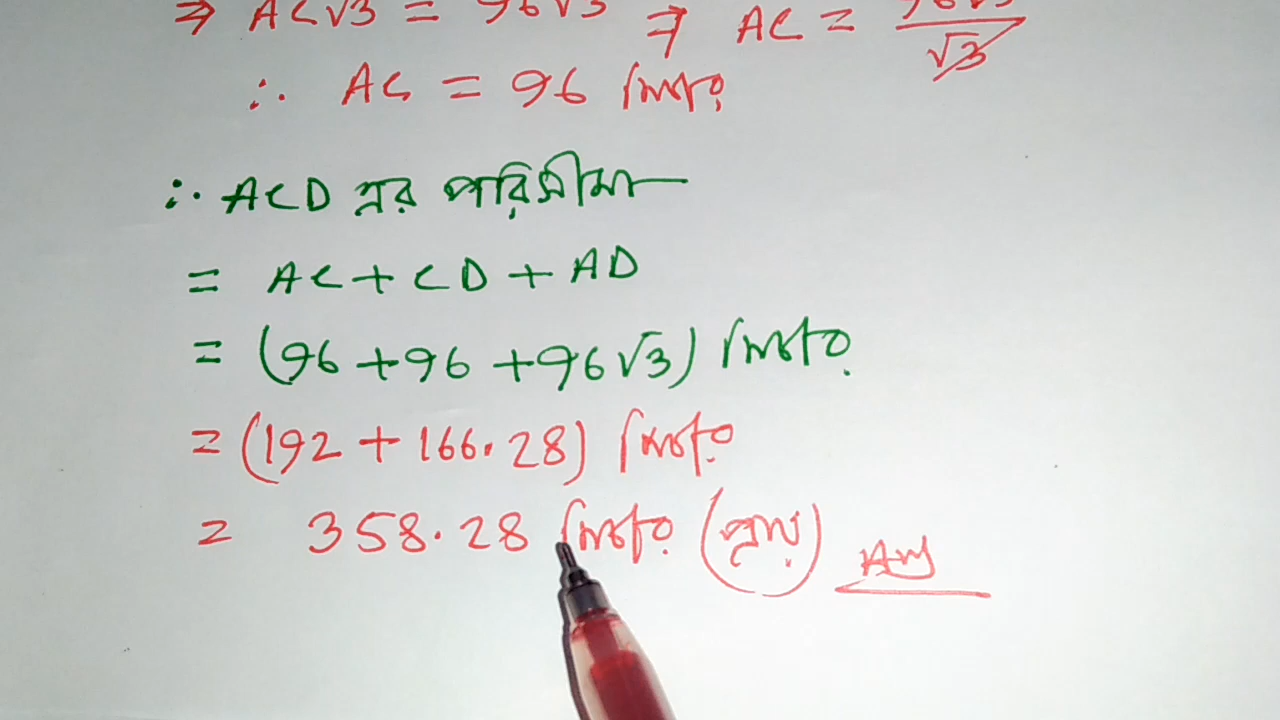 ⇒ AC√3 = 96√3 ⇒ AC = 96√3/√3
∴ AC = 96 মিটার
∴ ACD এর পরিসীমা
= AC + CD + AD
= (96 + 96 + 96√3) মিটার
= (192 + 166.28) মিটার
= 358.28 মিটার (প্রায়) Ans